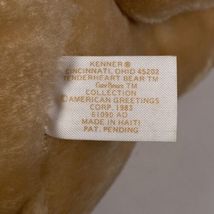 KENNER®
CINCINNATI, OHIO 45202
TENDERHEART BEAR TM
Care Bears TM
COLLECTION
©AMERICAN GREETINGS
CORP. 1983
61090 AO
MADE IN HAITI
PAT. PENDING